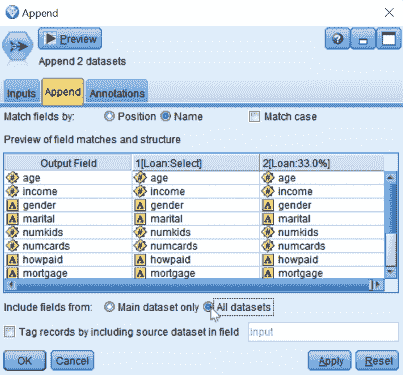 Append
Preview
?
Append 2 datasets
Inputs Append Annotations
Match fields by: Position Name Match case
Preview of field matches and structure
Output Field 1[Loan:Select] 2[Loan:33.0%]
age age age
income income income
A gender A gender A gender
A marital A marital A marital
numkids numkids numkids
numcards numcards numcards
A howpaid A howpaid A howpaid
A mortgage A mortgage A mortgage
Include fields from: Main dataset only All datasets
Tag records by including source dataset in field input
OK Cancel Apply Reset